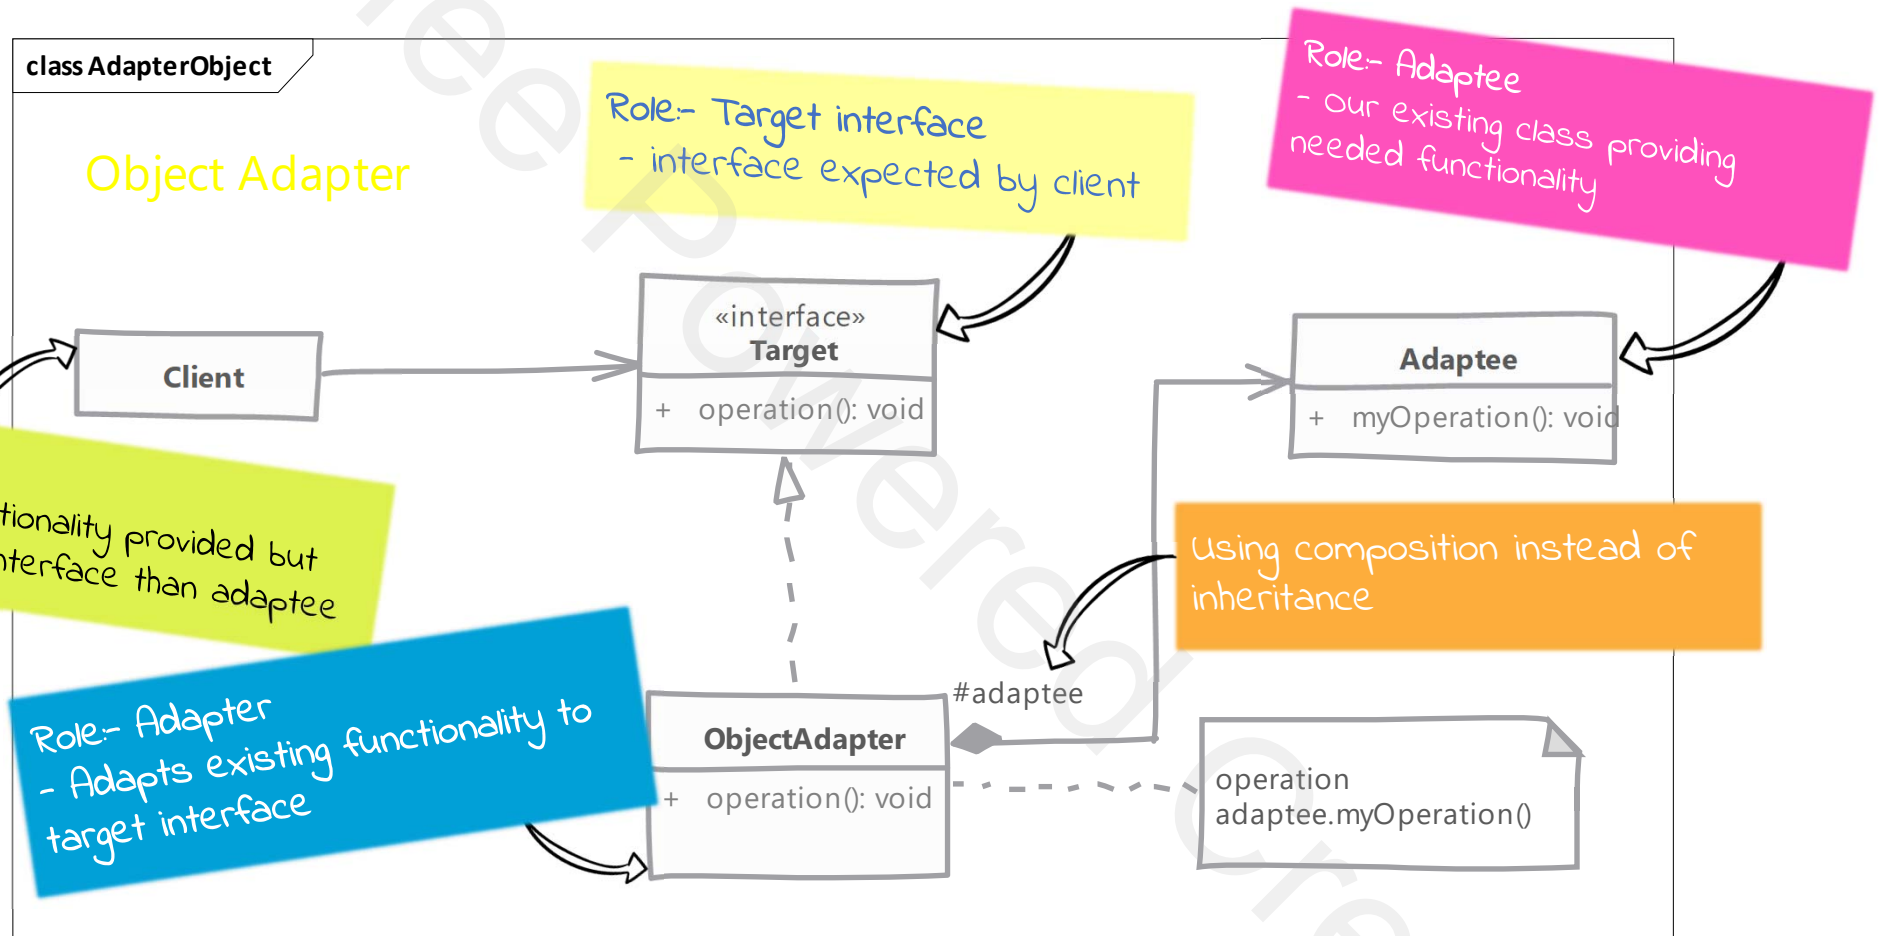 class AdapterObject
Object Adapter
Role:- Target interface
- interface expected by client
Role:- Adaptee
- our existing class providing
needed functionality
Client
«interface»
Target
+ operation(): void
Adaptee
+ myOperation(): void
provided but
than adaptee
Using composition instead of
inheritance
Role:- Adapter
- Adapts existing functionality to
target interface
#adaptee
ObjectAdapter
+ operation(): void
operation
adaptee.myOperation()
Powered